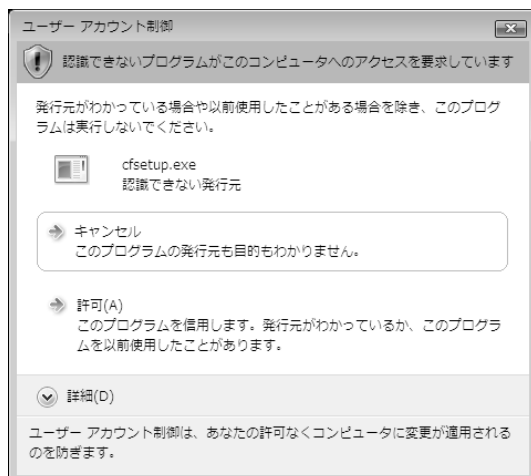 ユーザー アカウント制御
認識できないプログラムがこのコンピュータへのアクセスを要求しています
発行元がわかっている場合や以前使用したことがある場合を除き、このプログ
ラムは実行しないでください。
cfsetup.exe
認識できない発行元
キャンセル
このプログラムの発行元も目的もわかりません。
許可(A)
このプログラムを信用します。発行元がわかっているか、このプログラ
ムを以前使用したことがあります。
詳細(D)
ユーザー アカウント制御は、あなたの許可なくコンピュータに変更が適用される
のを防ぎます。